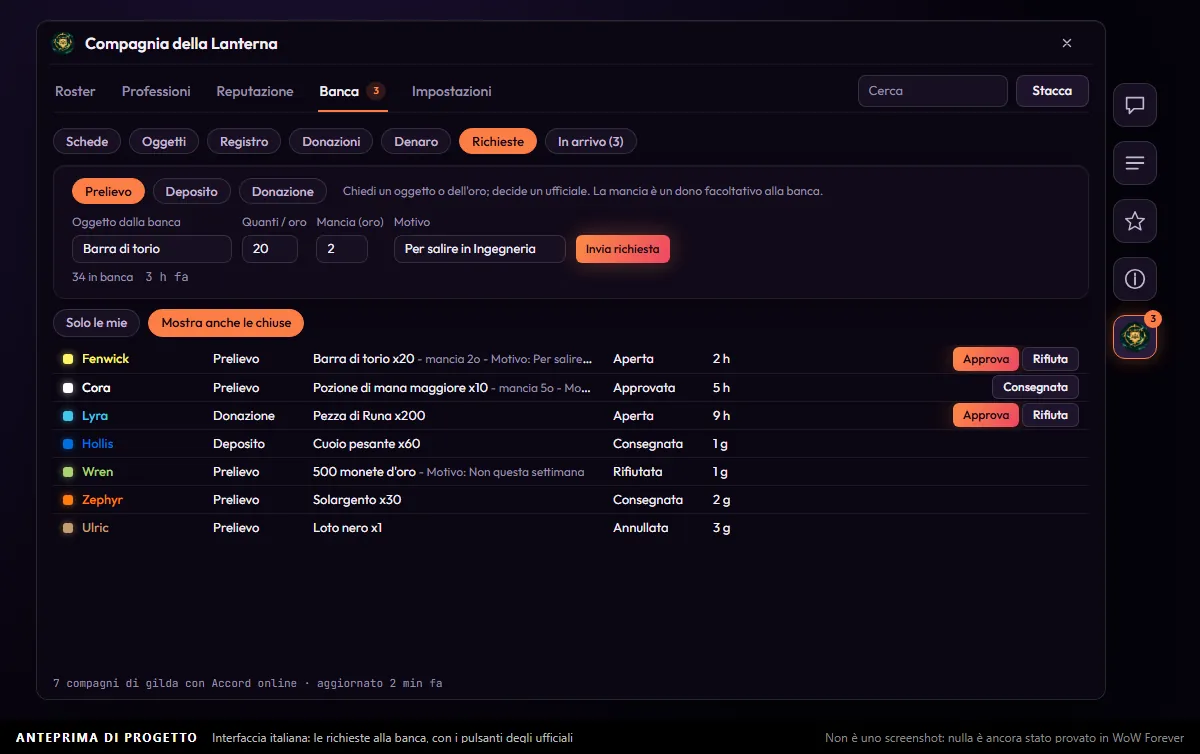 Compagnia della Lanterna
Roster Professioni Reputazione Banca 3 Impostazioni Cerca Stacca
Schede Oggetti Registro Donazioni Denaro Richieste In arrivo (3)
Prelievo Deposito Donazione Chiedi un oggetto o dell'oro; decide un ufficiale. La mancia è un dono facoltativo alla banca.
Oggetto dalla banca Quanti / oro Mancia (oro) Motivo
Barra di torio 20 2 Per salire in Ingegneria Invia richiesta
34 in banca 3 h fa
Solo le mie Mostra anche le chiuse
3
Fenwick Prelievo Barra di torio x20 - mancia 2o - Motivo: Per salire... Aperta 2 h Approva Rifiuta
Cora Prelievo Pozione di mana maggiore x10 - mancia 5o - Mo... Approvata 5 h Consegnata
Lyra Donazione Pezza di Runa x200 Aperta 9 h Approva Rifiuta
Hollis Deposito Cuoio pesante x60 Consegnata 1 g
Wren Prelievo 500 monete d'oro - Motivo: Non questa settimana Rifiutata 1 g
Zephyr Prelievo Solargento x30 Consegnata 2 g
Ulric Prelievo Loto nero x1 Annullata 3 g
7 compagni di gilda con Accord online · aggiornato 2 min fa
ANTEPRIMA DI PROGETTO Interfaccia italiana: le richieste alla banca, con i pulsanti degli ufficiali Non è uno screenshot: nulla è ancora stato provato in WoW Forever